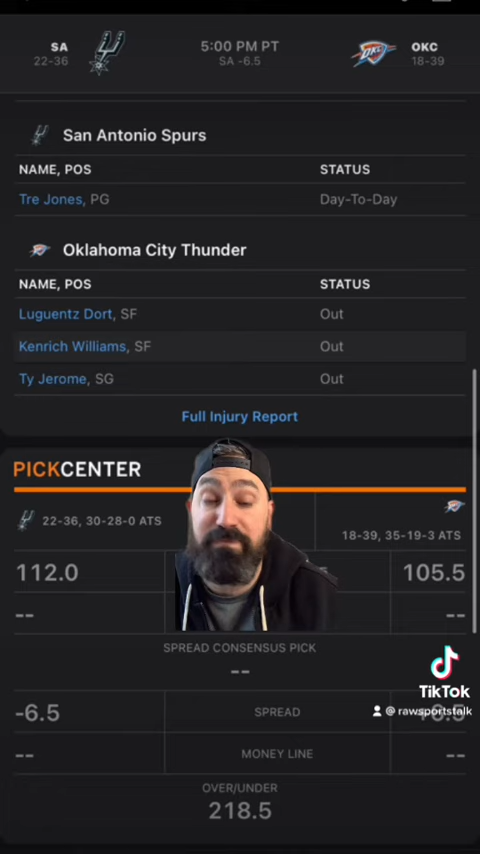 SA
22-36
5:00 PM PT
SA -6.5
OKC
18-39
San Antonio Spurs
NAME, POS STATUS
Tre Jones, PG Day-To-Day
Oklahoma City Thunder
NAME, POS STATUS
Luguentz Dort, SF Out
Kenrich Williams, SF Out
Ty Jerome, SG Out
Full Injury Report
PICKCENTER
22-36, 30-28-0 ATS
18-39, 35-19-3 ATS
112.0 105.5
-- --
SPREAD CONSENSUS PICK
--
TikTok
@ rawsportstalk
-6.5 SPREAD
-- MONEY LINE --
OVER/UNDER
218.5